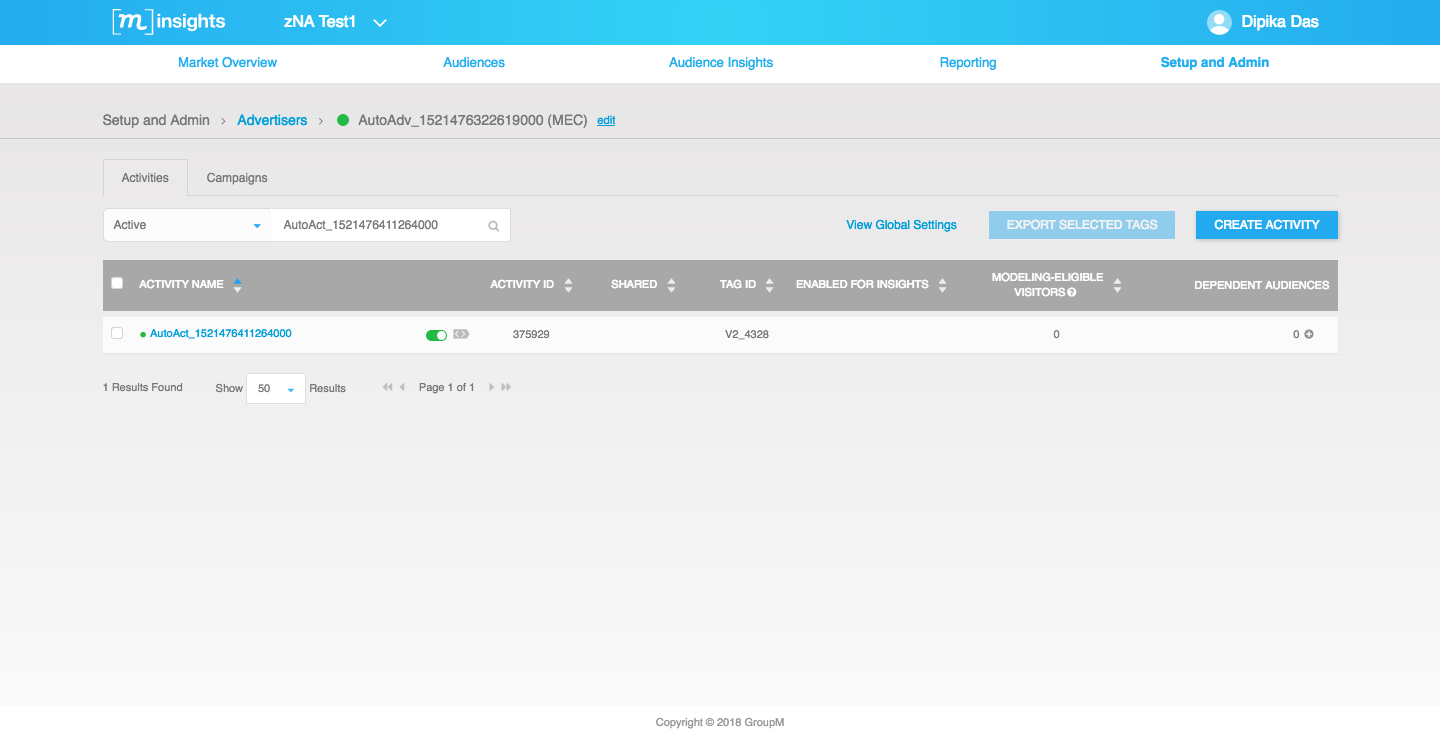 [m] insights
zNA Test1
Dipika Das
Market Overview
Audiences
Audience Insights
Reporting
Setup and Admin
Setup and Admin > Advertisers > AutoAdv_1521476322619000 (MEC) edit
Activities
Campaigns
Active
AutoAct_1521476411264000
View Global Settings
EXPORT SELECTED TAGS
CREATE ACTIVITY
ACTIVITY NAME
ACTIVITY ID
SHARED
TAG ID
ENABLED FOR INSIGHTS
MODELING-ELIGIBLE
VISITORS
DEPENDENT AUDIENCES
AutoAct_1521476411264000
375929
V2_4328
0
0
1 Results Found
Show 50 Results
Page 1 of 1
Copyright © 2018 GroupM